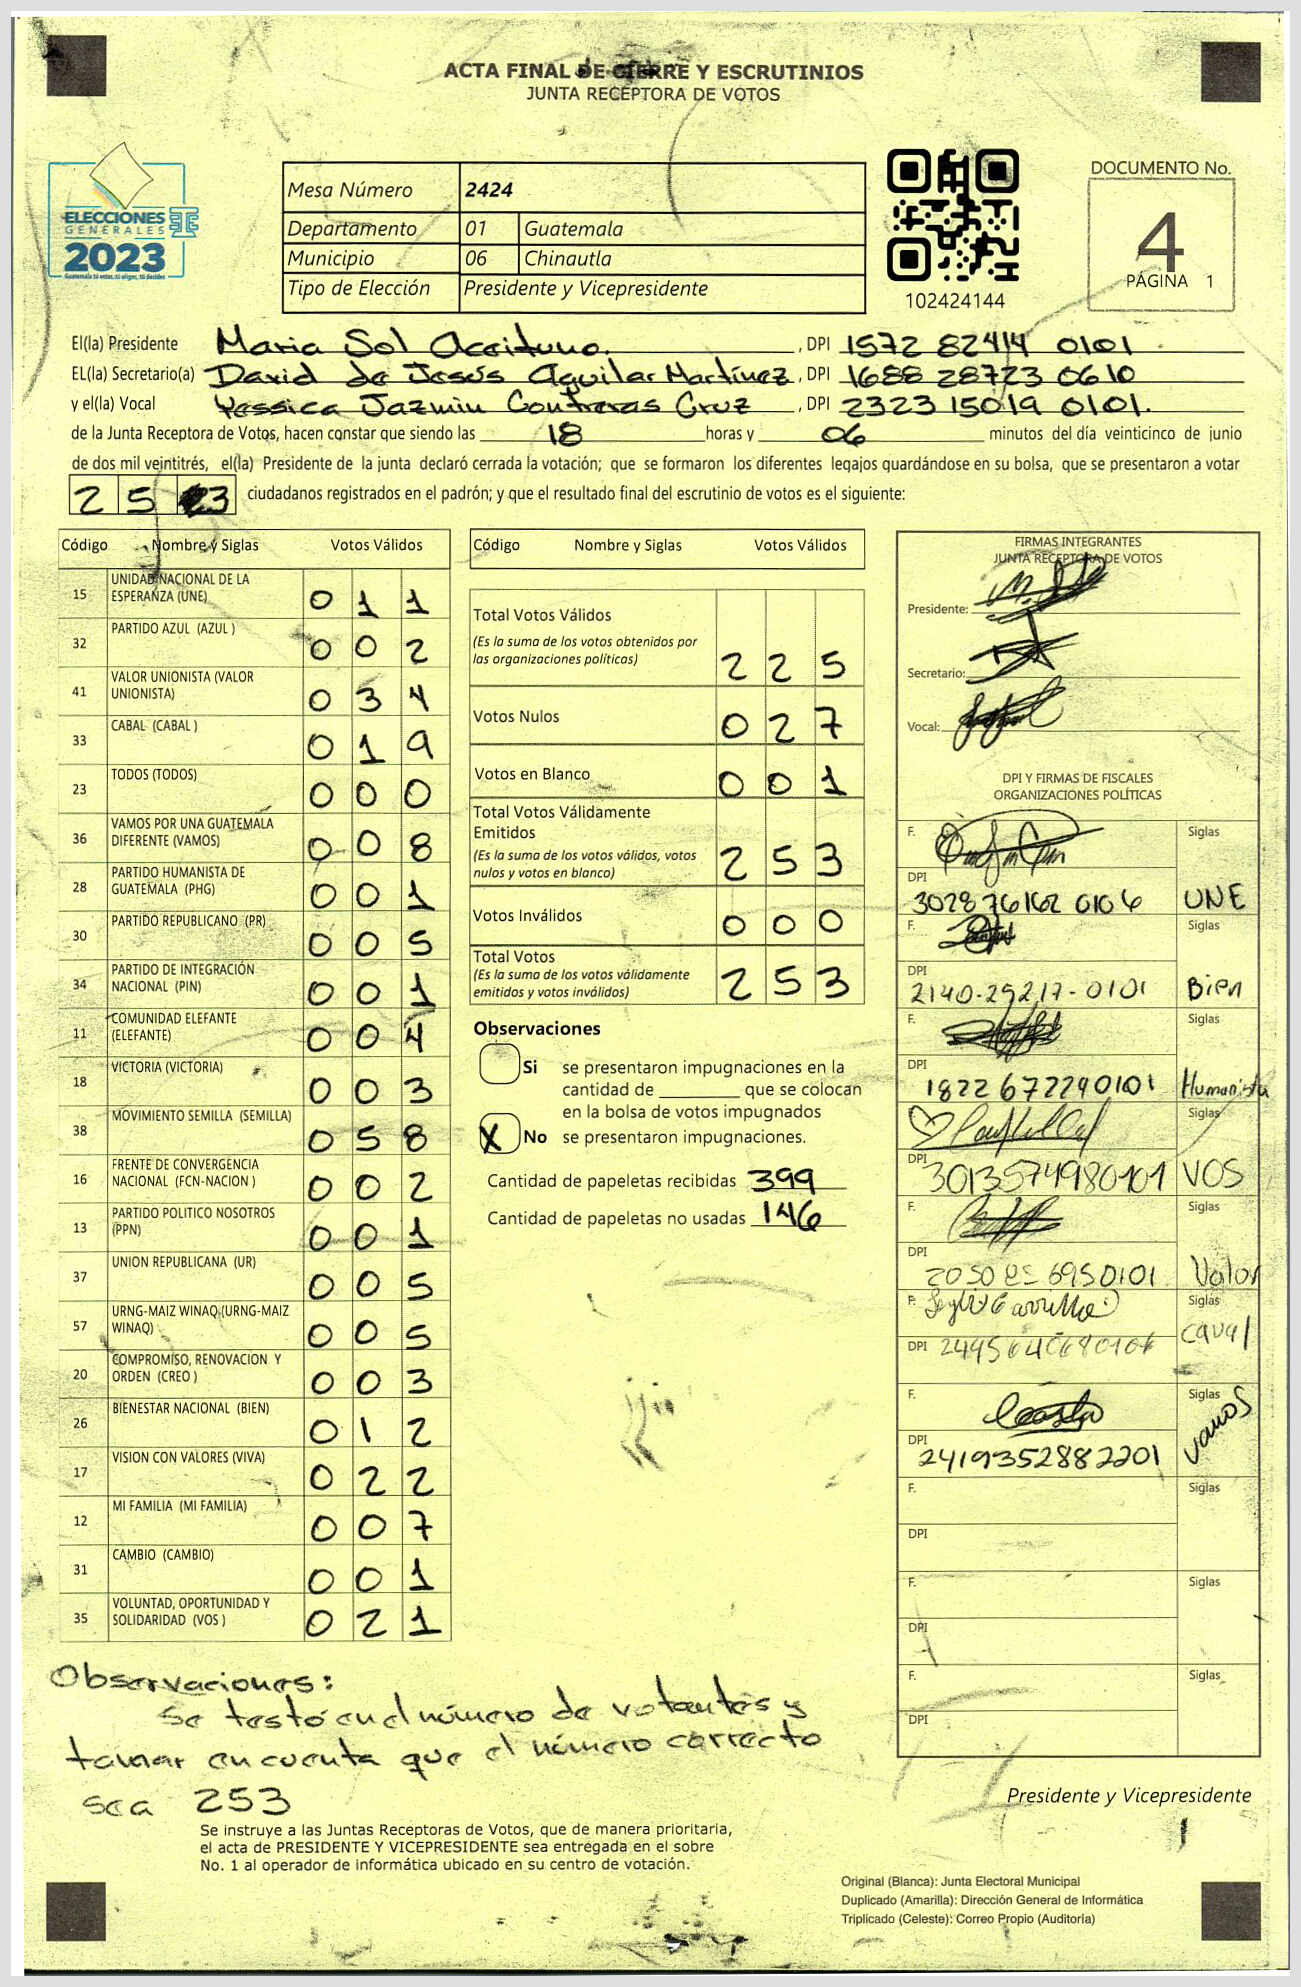 ACTA FINAL DE CIERRE Y ESCRUTINIOS
JUNTA RECEPTORA DE VOTOS
ELECCIONES
GENERALES
2023
Guatemala tú votas, tú eliges, tú decides
Mesa Número 2424
Departamento 01 Guatemala
Municipio 06 Chinautla
Tipo de Elección Presidente y Vicepresidente
102424144
DOCUMENTO No.
4
PÁGINA 1
El(la) Presidente Maria Sol , DPI 1572 82414 0101
EL(la) Secretario(a) David de Jesús Aguilar Martínez , DPI 1688 28723 0610
y el(la) Vocal Yessica Jazmin Contreras Cruz , DPI 2323 15019 0101.
de la Junta Receptora de Votos, hacen constar que siendo las 18 horas y 06 minutos del día veinticinco de junio
de dos mil veintitrés, el(la) Presidente de la junta declaró cerrada la votación; que se formaron los diferentes legajos guardándose en su bolsa, que se presentaron a votar
2 5 3 ciudadanos registrados en el padrón; y que el resultado final del escrutinio de votos es el siguiente:
Código Nombre y Siglas Votos Válidos
15 UNIDAD NACIONAL DE LA ESPERANZA (UNE) 0 1 1
32 PARTIDO AZUL (AZUL ) 0 0 2
41 VALOR UNIONISTA (VALOR UNIONISTA) 0 3 4
33 CABAL (CABAL ) 0 1 9
23 TODOS (TODOS) 0 0 0
36 VAMOS POR UNA GUATEMALA DIFERENTE (VAMOS) 0 0 8
28 PARTIDO HUMANISTA DE GUATEMALA (PHG) 0 0 1
30 PARTIDO REPUBLICANO (PR) 0 0 5
34 PARTIDO DE INTEGRACIÓN NACIONAL (PIN) 0 0 1
11 COMUNIDAD ELEFANTE (ELEFANTE) 0 0 4
18 VICTORIA (VICTORIA) 0 0 3
38 MOVIMIENTO SEMILLA (SEMILLA) 0 5 8
16 FRENTE DE CONVERGENCIA NACIONAL (FCN-NACION ) 0 0 2
13 PARTIDO POLITICO NOSOTROS (PPN) 0 0 1
37 UNION REPUBLICANA (UR) 0 0 5
57 URNG-MAIZ WINAQ (URNG-MAIZ WINAQ) 0 0 5
20 COMPROMISO, RENOVACION Y ORDEN (CREO ) 0 0 3
26 BIENESTAR NACIONAL (BIEN) 0 1 2
17 VISION CON VALORES (VIVA) 0 2 2
12 MI FAMILIA (MI FAMILIA) 0 0 7
31 CAMBIO (CAMBIO) 0 0 1
35 VOLUNTAD, OPORTUNIDAD Y SOLIDARIDAD (VOS ) 0 2 1
Código Nombre y Siglas Votos Válidos
Total Votos Válidos
(Es la suma de los votos obtenidos por
las organizaciones políticas) 2 2 5
Votos Nulos 0 2 7
Votos en Blanco 0 0 1
Total Votos Válidamente
Emitidos
(Es la suma de los votos válidos, votos
nulos y votos en blanco) 2 5 3
Votos Inválidos 0 0 0
Total Votos
(Es la suma de los votos válidamente
emitidos y votos inválidos) 2 5 3
Observaciones
Si se presentaron impugnaciones en la
cantidad de ________ que se colocan
en la bolsa de votos impugnados
X No se presentaron impugnaciones.
Cantidad de papeletas recibidas 399
Cantidad de papeletas no usadas 146
FIRMAS INTEGRANTES
JUNTA RECEPTORA DE VOTOS
Presidente:
Secretario:
Vocal:
DPI Y FIRMAS DE FISCALES
ORGANIZACIONES POLÍTICAS
F. Siglas
DPI 3028 76162 0106 UNE
F. Siglas
DPI 2140-29217-0101 Bien
F. Siglas
DPI 1822 67229 0101 Humanista
F. Siglas
DPI 3013574980101 VOS
F. Siglas
DPI 6950101 Valor
F. Siglas
DPI caval
F. Siglas
DPI 2419352882201 vamos
F. Siglas
DPI
F. Siglas
DPI
F. Siglas
DPI
Observaciones:
Se testó en el número de votantes y
tomar en cuenta que el número correcto
sea 253
Presidente y Vicepresidente
1
Se instruye a las Juntas Receptoras de Votos, que de manera prioritaria,
el acta de PRESIDENTE Y VICEPRESIDENTE sea entregada en el sobre
No. 1 al operador de informática ubicado en su centro de votación.
Original (Blanca): Junta Electoral Municipal
Duplicado (Amarilla): Dirección General de Informática
Triplicado (Celeste): Correo Propio (Auditoría)